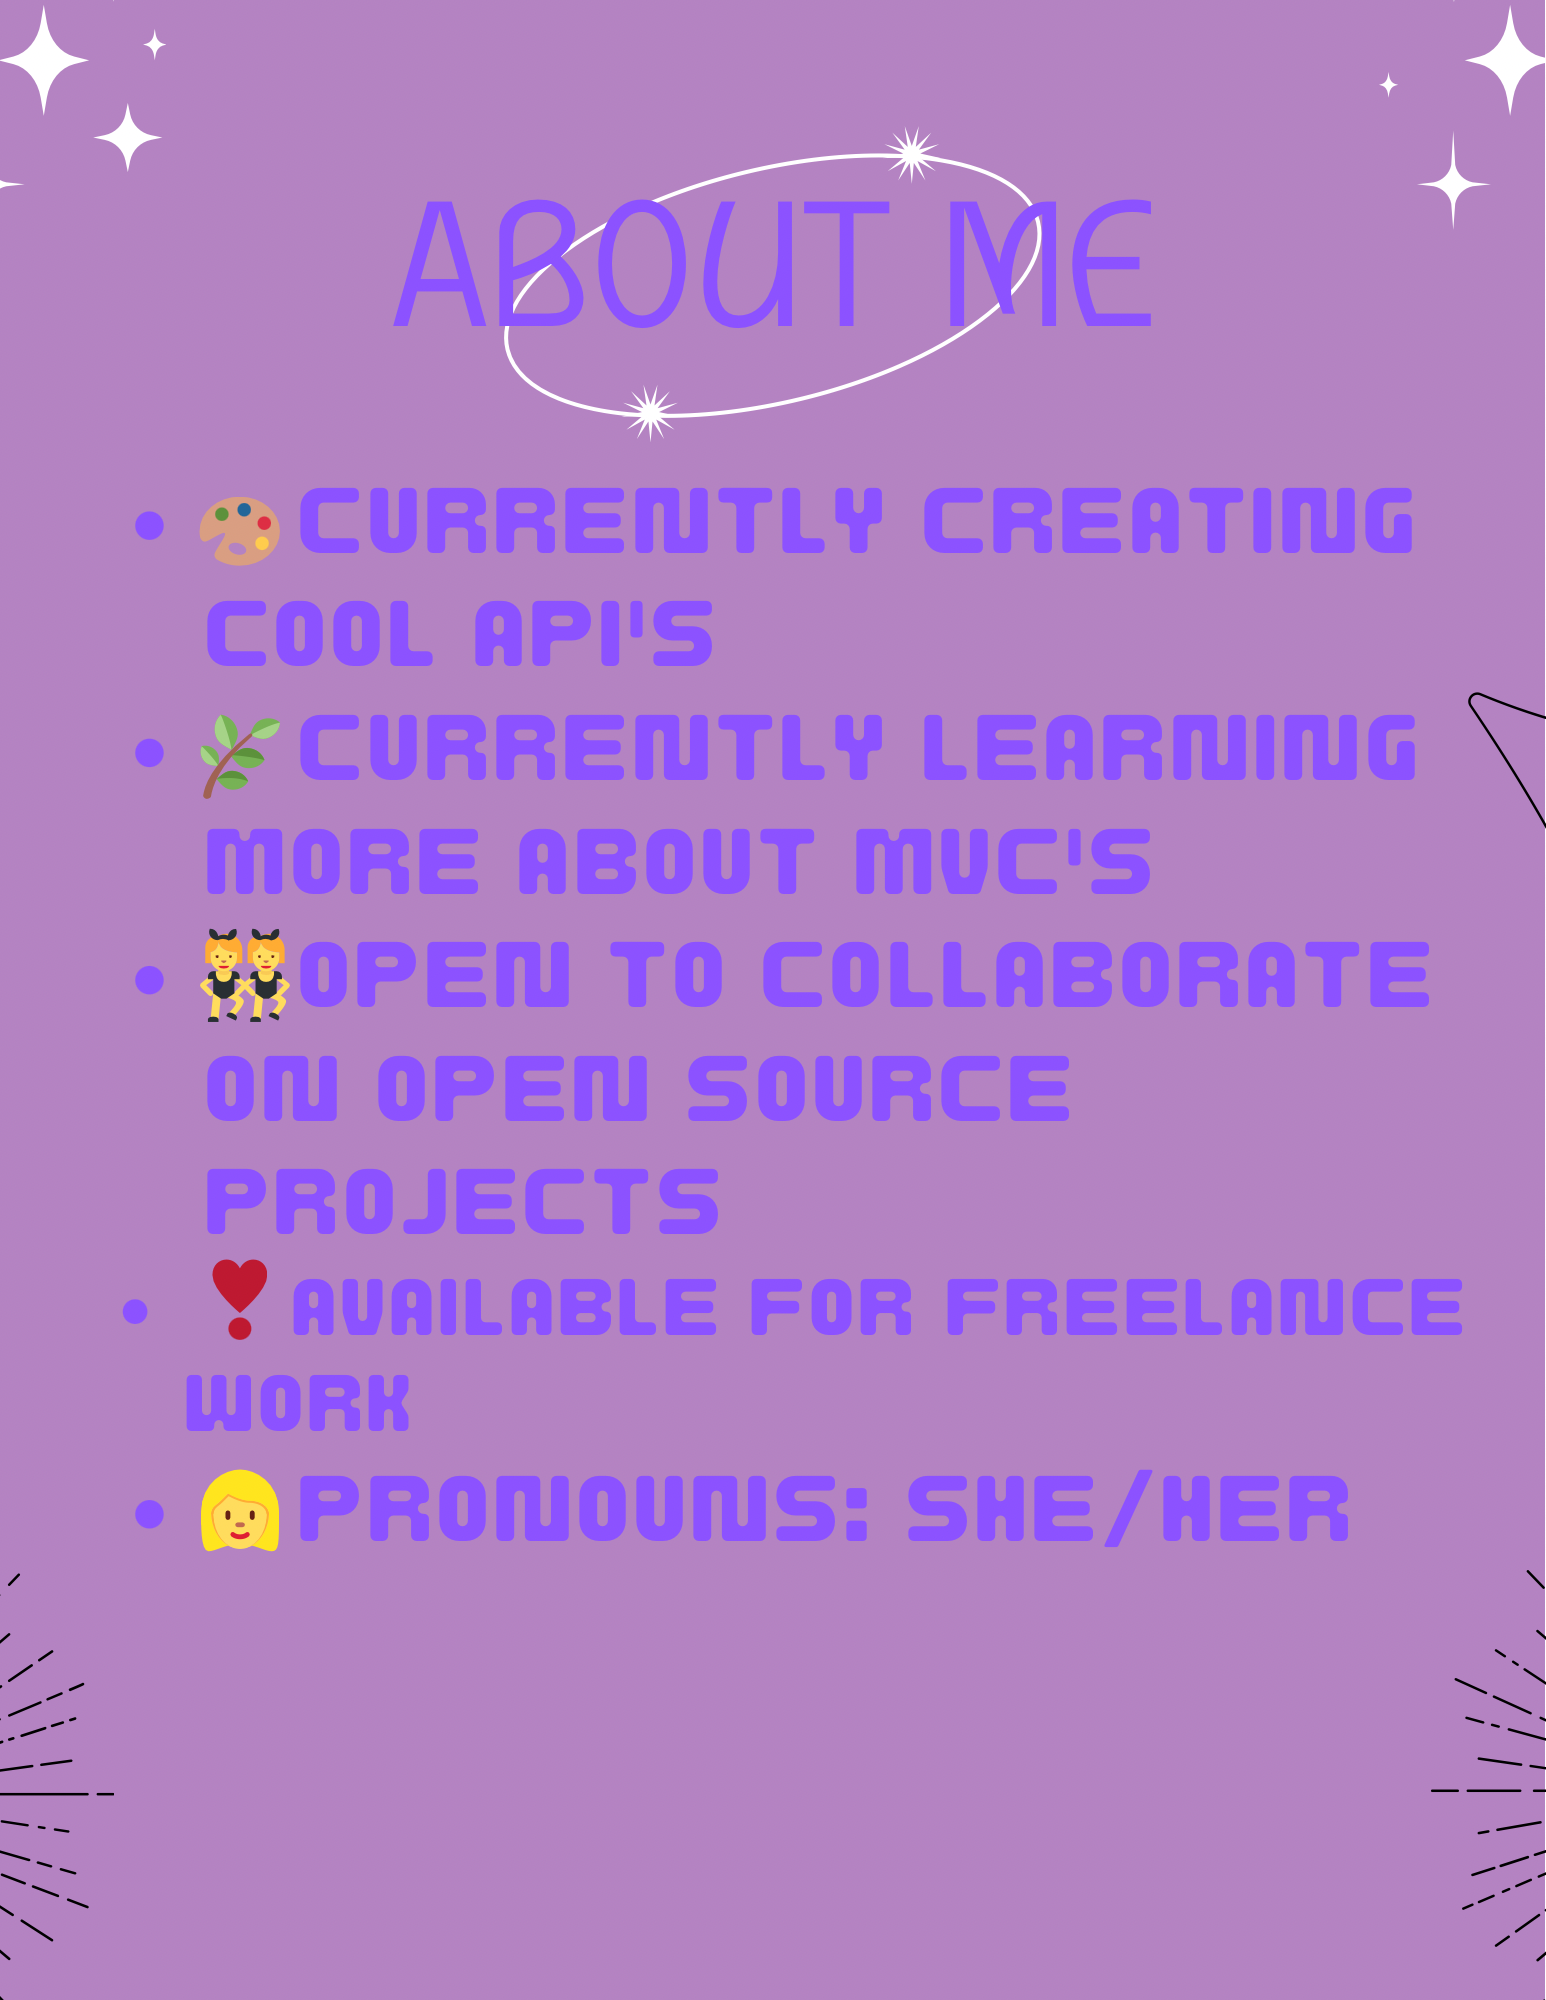 ABOUT ME
• 🎨 CURRENTLY CREATING
COOL API'S
• 🌿 CURRENTLY LEARNING
MORE ABOUT MVC'S
• 👯 OPEN TO COLLABORATE
ON OPEN SOURCE
PROJECTS
• ❣️ AVAILABLE FOR FREELANCE
WORK
• 👩 PRONOUNS: SHE/HER